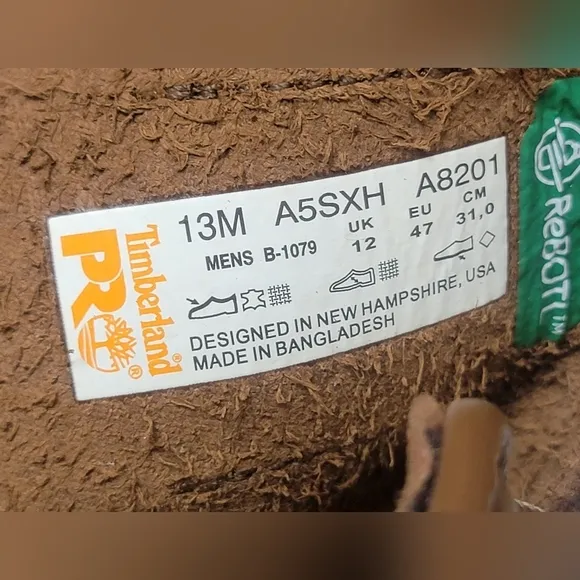 Timberland®
PRO®
13M A5SXH A8201
MENS B-1079 UK EU CM
12 47 31,0
DESIGNED IN NEW HAMPSHIRE, USA
MADE IN BANGLADESH
ReBOTL™